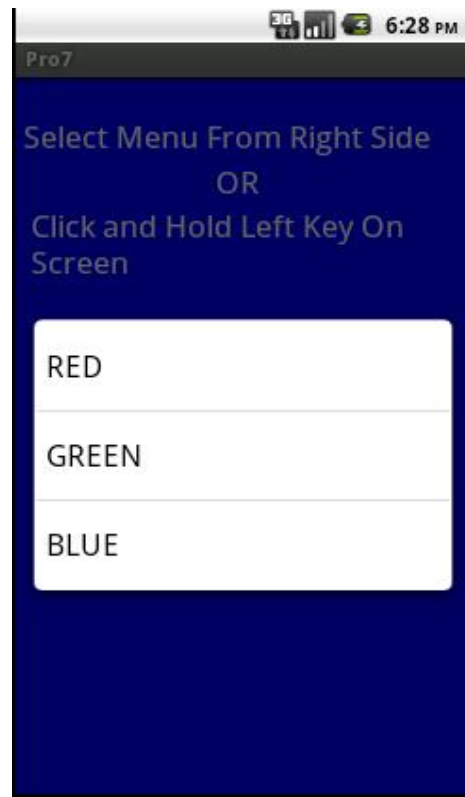 3G 6:28 PM
Pro7
Select Menu From Right Side
OR
Click and Hold Left Key On
Screen
RED
GREEN
BLUE